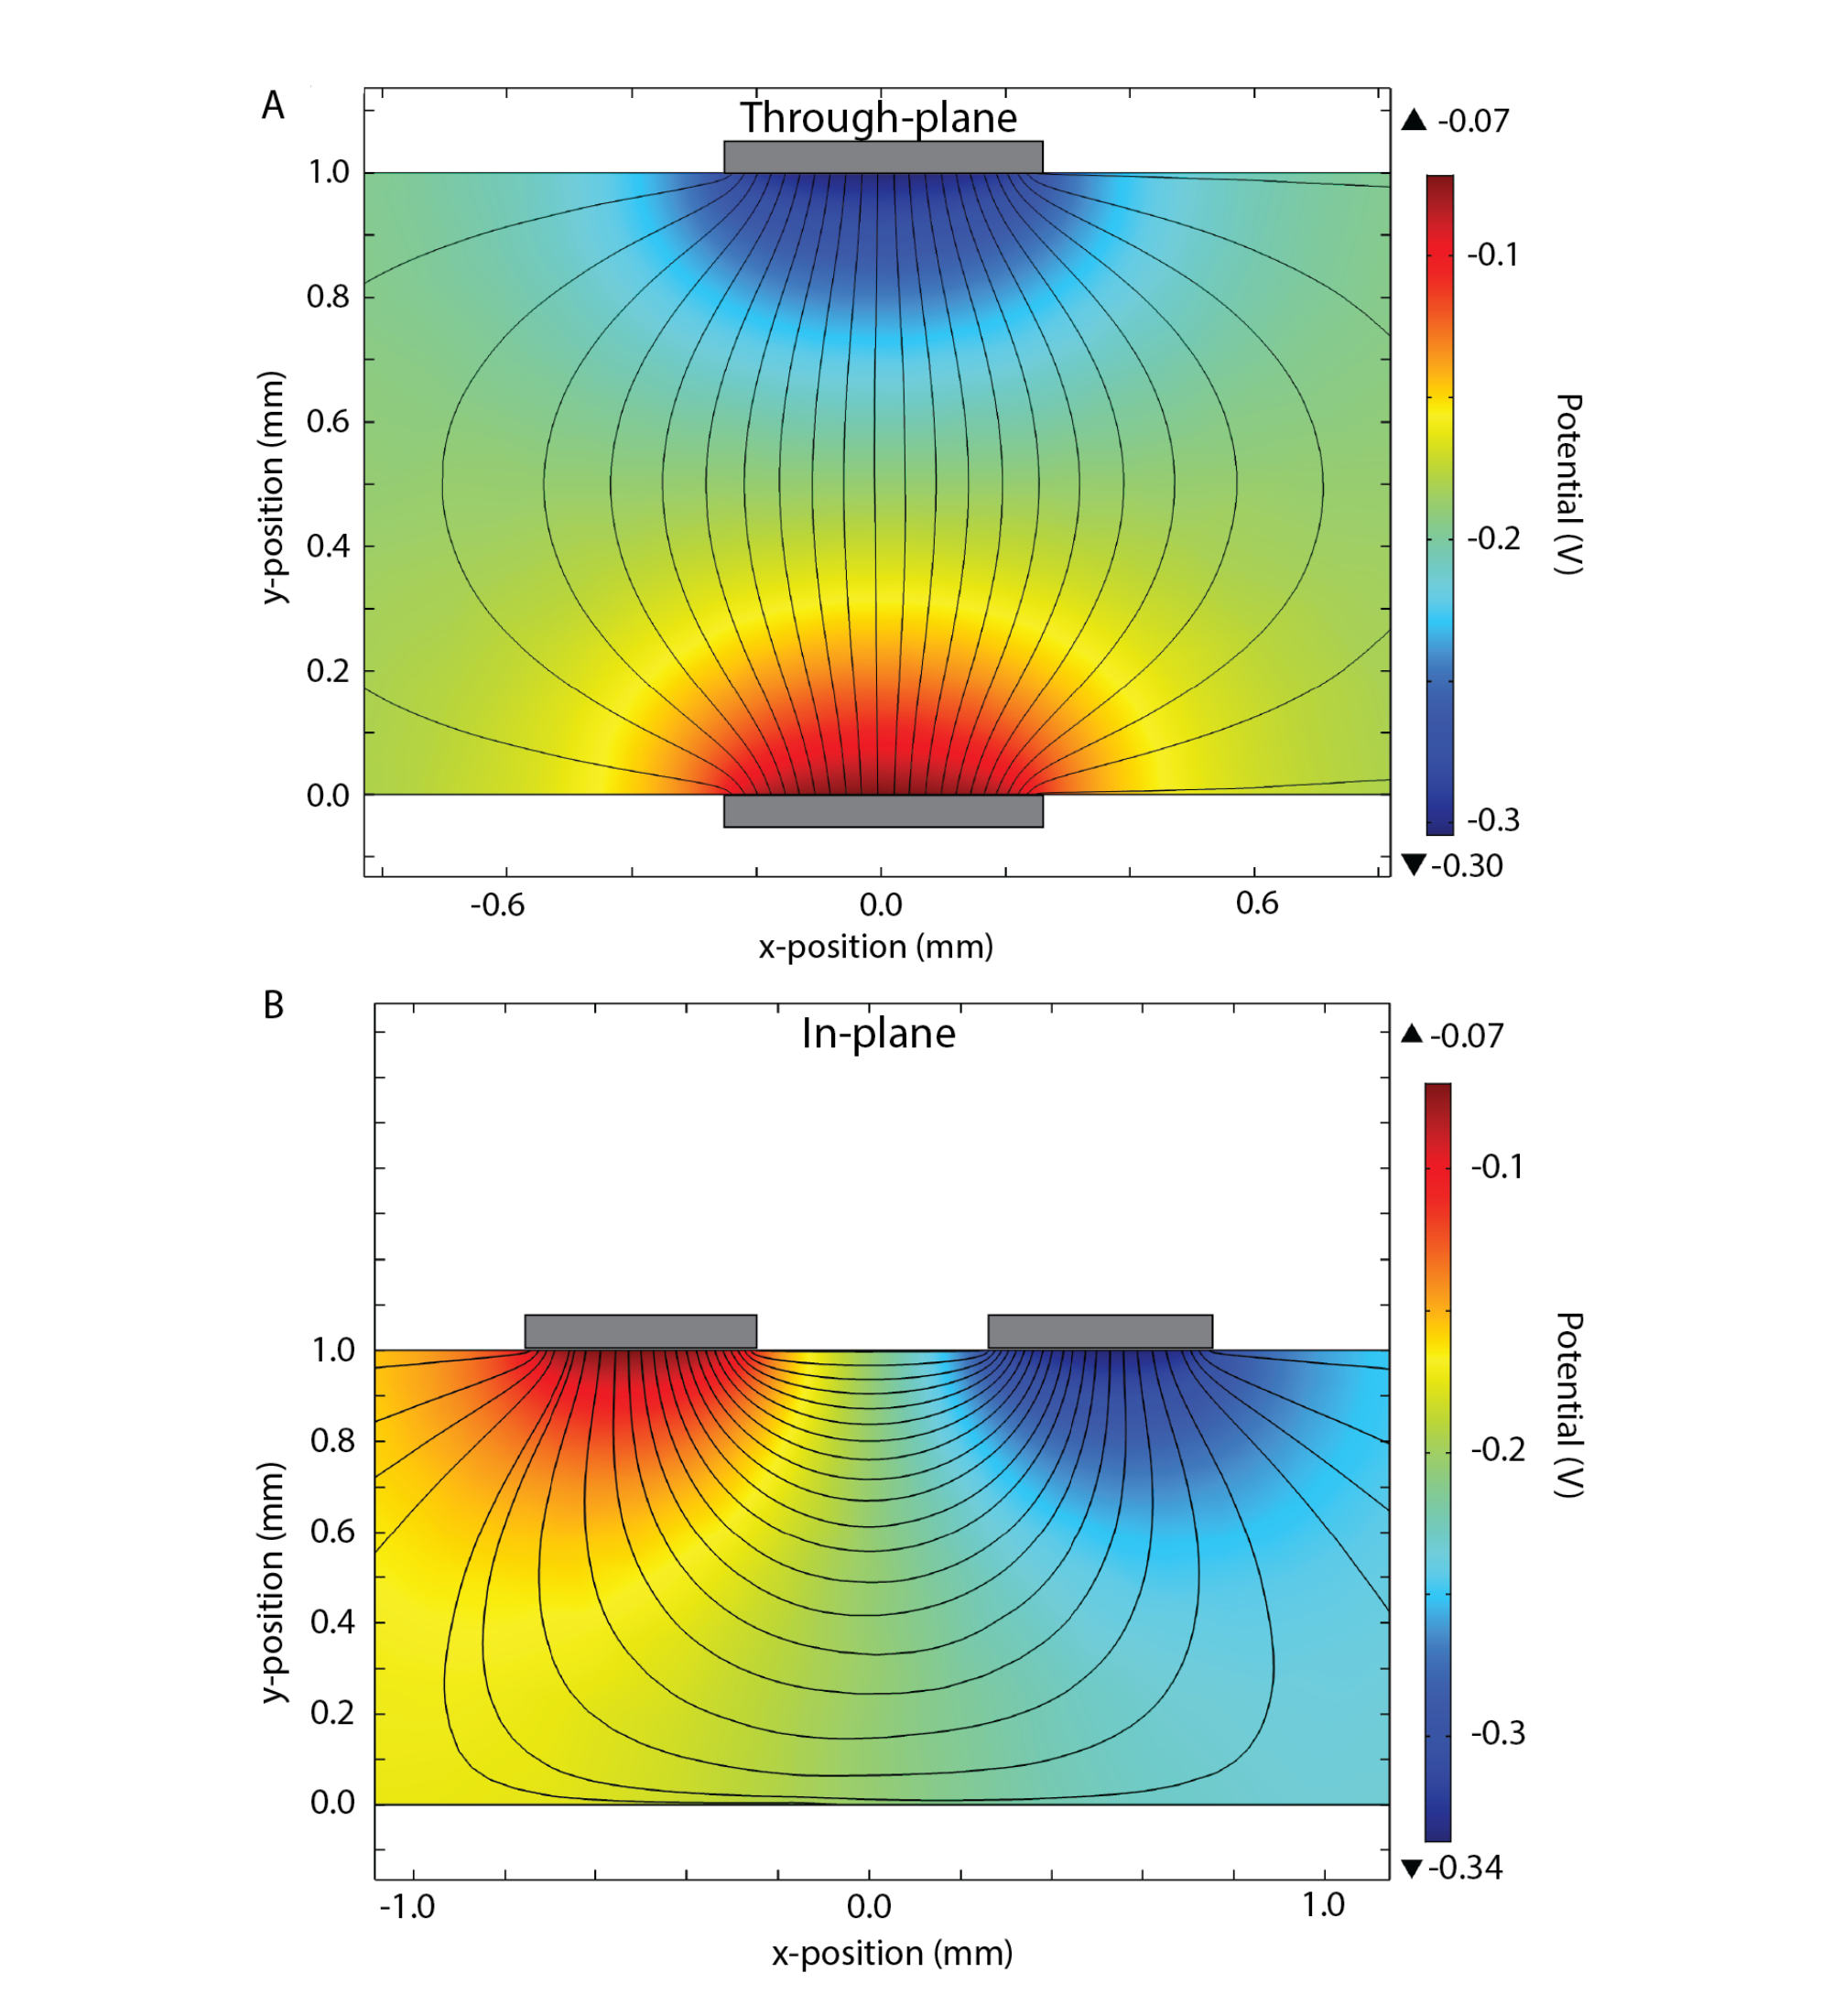 A
Through-plane
▲ -0.07
1.0
-0.1
0.8
0.6
y-position (mm)
Potential (V)
-0.2
0.4
0.2
0.0
-0.3
▼ -0.30
-0.6 0.0 0.6
x-position (mm)
B
In-plane
▲ -0.07
-0.1
1.0
0.8
-0.2
Potential (V)
0.6
y-position (mm)
0.4
0.2
-0.3
0.0
▼ -0.34
-1.0 0.0 1.0
x-position (mm)